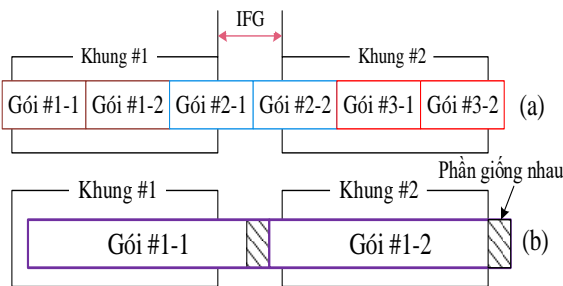 IFG
Khung #1
Khung #2
Gói #1-1 Gói #1-2 Gói #2-1 Gói #2-2 Gói #3-1 Gói #3-2 (a)
Phần giống nhau
Khung #1
Khung #2
Gói #1-1 Gói #1-2 (b)